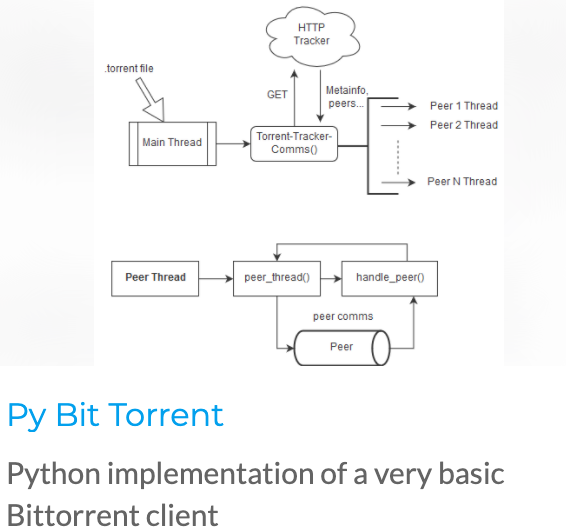 HTTP
Tracker
.torrent file
GET
Metainfo,
peers...
Peer 1 Thread
Peer 2 Thread
Main Thread
Torrent-Tracker-
Comms()
Peer N Thread
Peer Thread
peer_thread()
handle_peer()
peer comms
Peer
Py Bit Torrent
Python implementation of a very basic
Bittorrent client